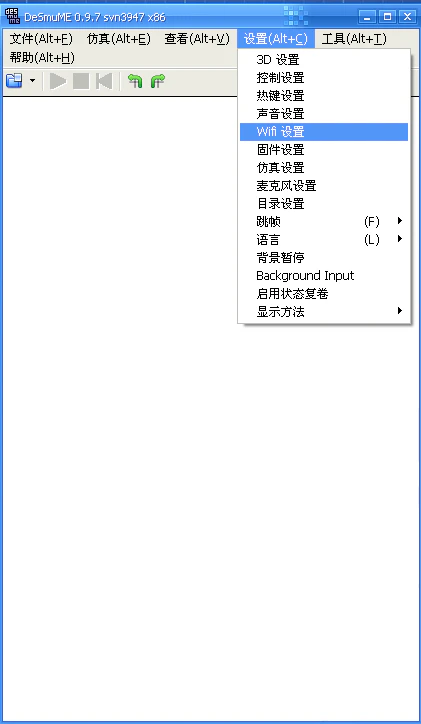 DeSmuME 0.9.7 svn3947 x86
文件(Alt+F) 仿真(Alt+E) 查看(Alt+V) 设置(Alt+C) 工具(Alt+T)
帮助(Alt+H)
3D 设置
控制设置
热键设置
声音设置
Wifi 设置
固件设置
仿真设置
麦克风设置
目录设置
跳帧 (F)
语言 (L)
背景暂停
Background Input
启用状态复卷
显示方法